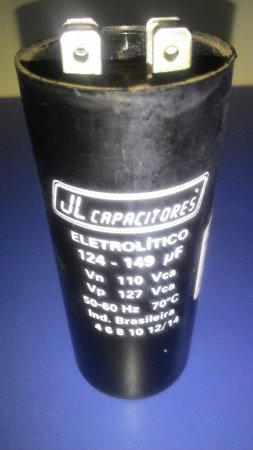 JL CAPACITORES
ELETROLÍTICO
124 - 149 µF
Vn 110 Vca
Vp 127 Vca
50-60 Hz 70°C
Ind. Brasileira
4 6 8 10 12/14